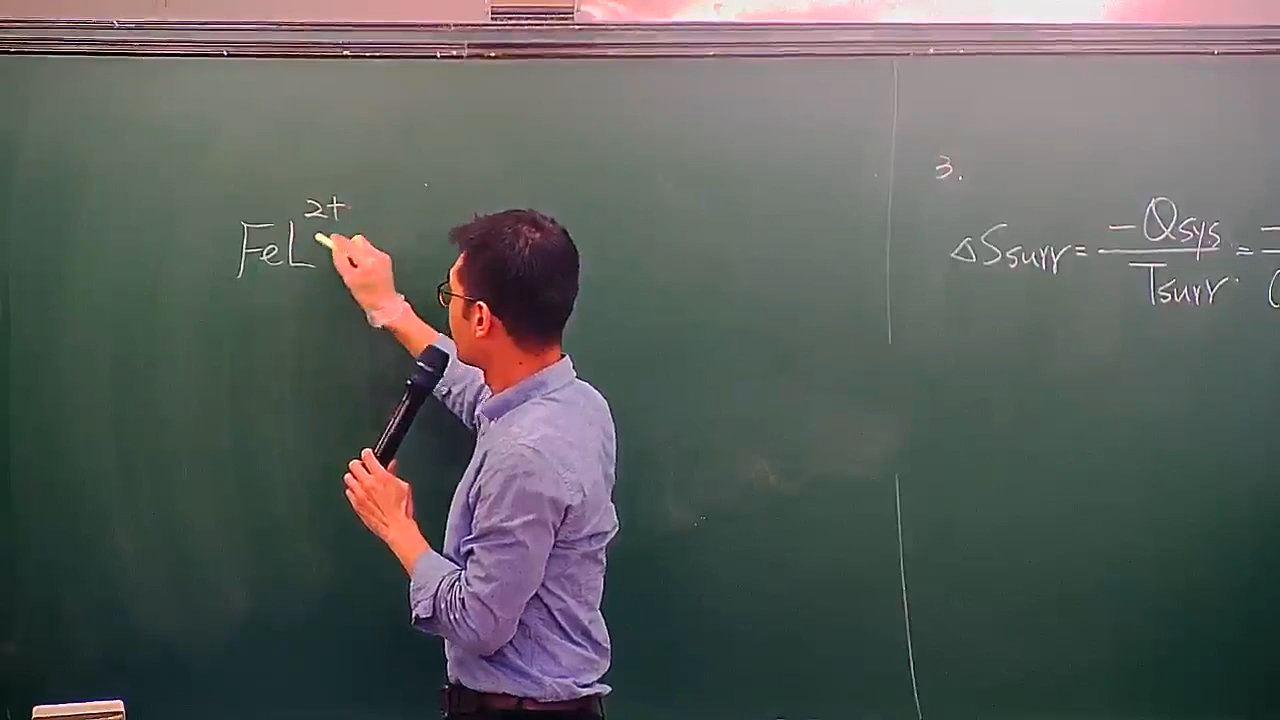 FeL²⁺
3.
ΔSsurr = -Qsys / Tsurr =